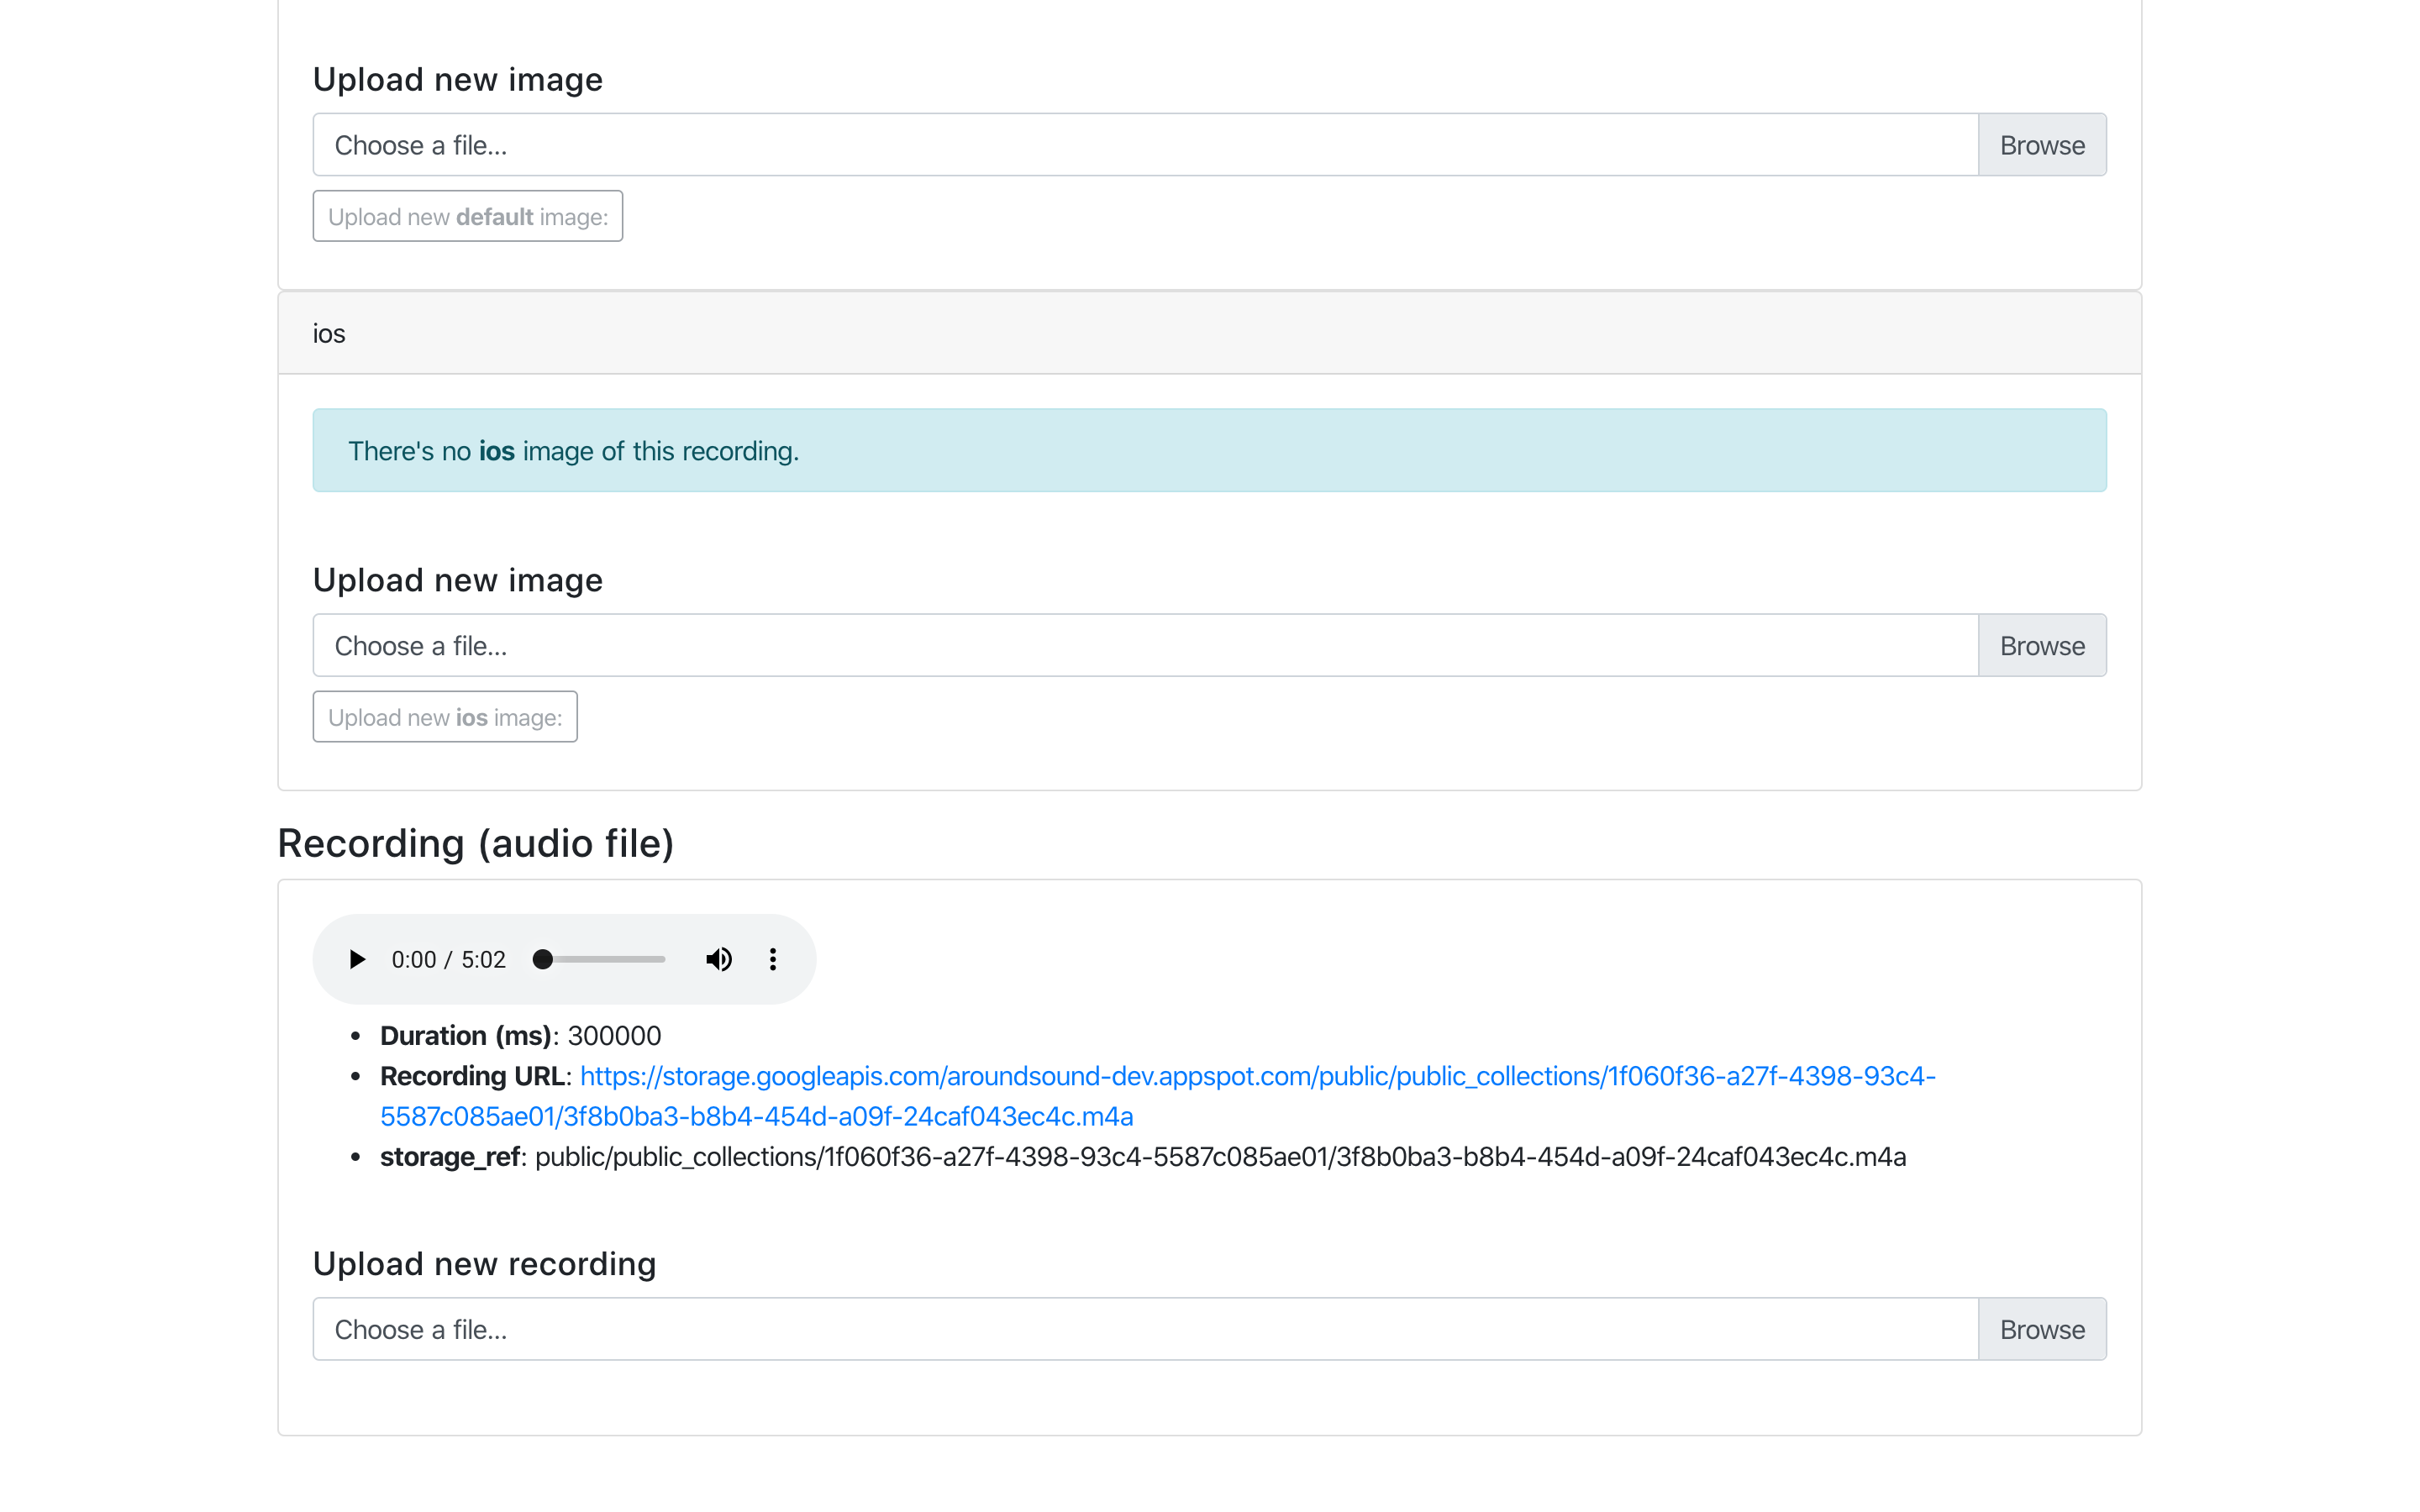 Upload new image
Choose a file... Browse
Upload new default image:
ios
There's no ios image of this recording.
Upload new image
Choose a file... Browse
Upload new ios image:
Recording (audio file)
0:00 / 5:02
Duration (ms): 300000
Recording URL: https://storage.googleapis.com/aroundsound-dev.appspot.com/public/public_collections/1f060f36-a27f-4398-93c4-
5587c085ae01/3f8b0ba3-b8b4-454d-a09f-24caf043ec4c.m4a
storage_ref: public/public_collections/1f060f36-a27f-4398-93c4-5587c085ae01/3f8b0ba3-b8b4-454d-a09f-24caf043ec4c.m4a
Upload new recording
Choose a file... Browse